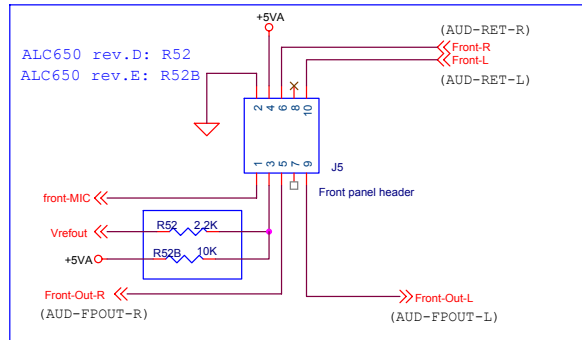 +5VA
(AUD-RET-R)
ALC650 rev.D: R52
Front-R
Front-L
ALC650 rev.E: R52B
(AUD-RET-L)
2 4 6 8 10
J5
1 3 5 7 9
front-MIC
Front panel header
R52 2.2K
Vrefout
R52B 10K
+5VA
Front-Out-R
Front-Out-L
(AUD-FPOUT-R)
(AUD-FPOUT-L)